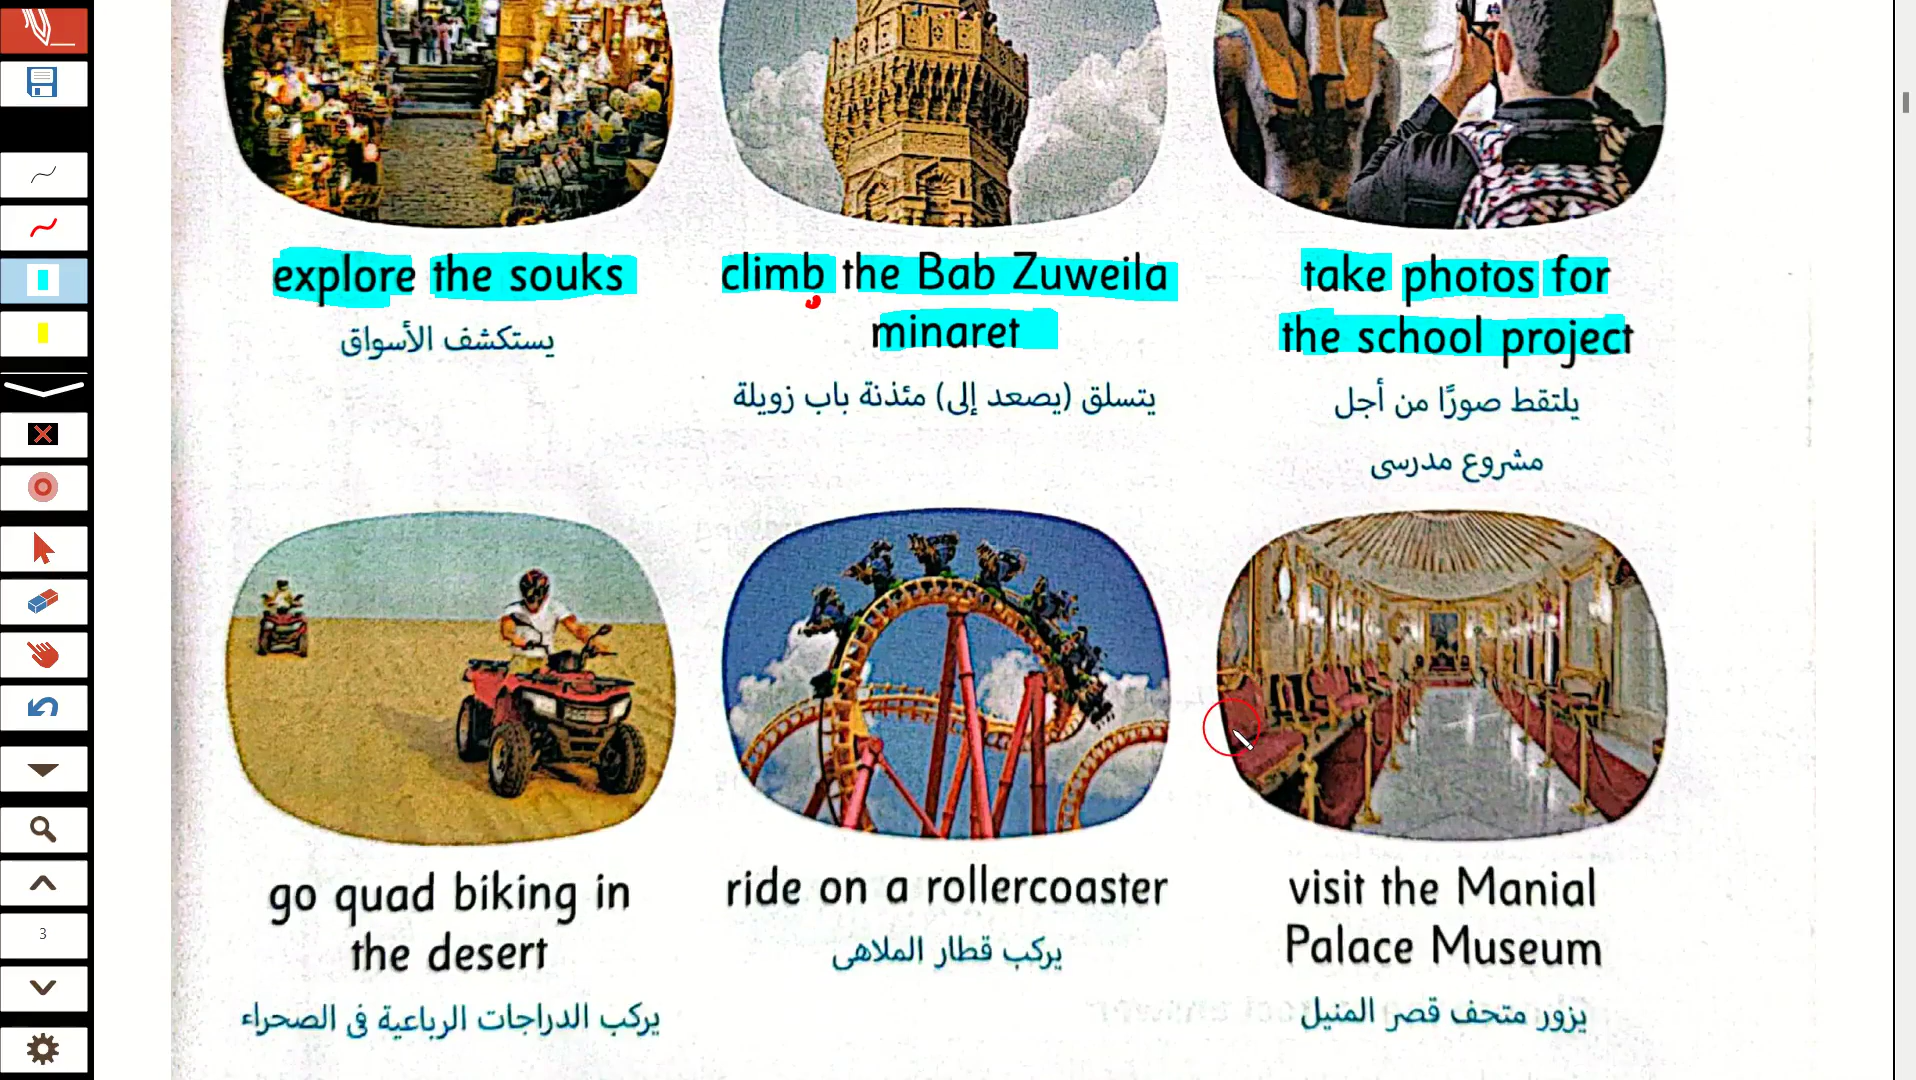 explore the souks
يستكشف الأسواق
climb the Bab Zuweila
minaret
يتسلق (يصعد إلى) مئذنة باب زويلة
take photos for
the school project
يلتقط صورًا من أجل
مشروع مدرسى
go quad biking in
the desert
يركب الدراجات الرباعية فى الصحراء
ride on a rollercoaster
يركب قطار الملاهى
visit the Manial
Palace Museum
يزور متحف قصر المنيل
3